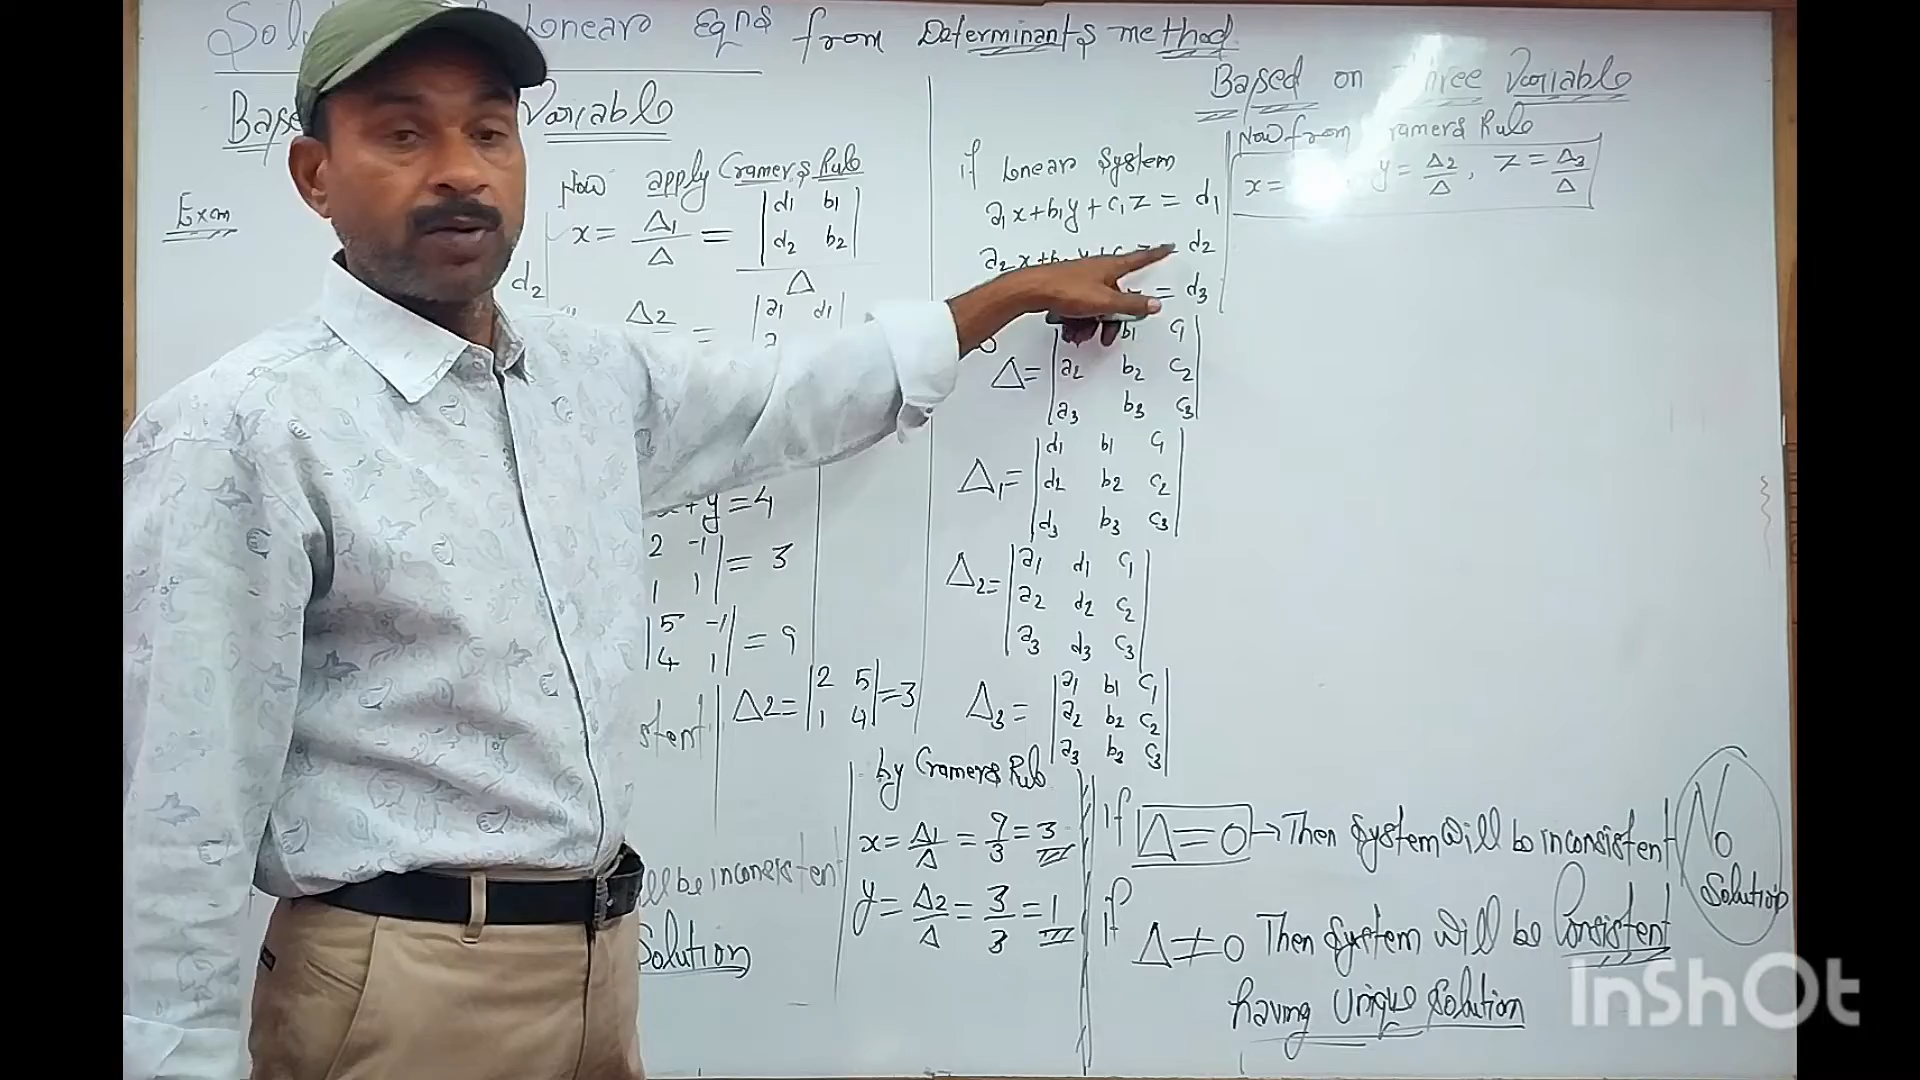 Linear Eqns from Determinants method
Variable
Exam
Now apply Cramer's Rule
x = Δ1/Δ = |d1 b1
d2 b2|
Δ
d2
Δ2 = |a1 d1|
y = 4
2 -1
1 1| = 3
|5 -1
4 1| = 9
Δ2 = |2 5
1 4| = 3
Solution
by Cramer's Rule
x = Δ1/Δ = 9/3 = 3
y = Δ2/Δ = 3/3 = 1
Based on Three Variable
if Linear System
a1x + b1y + c1z = d1
= d2
= d3
b1 c1
Δ = a2 b2 c2
a3 b3 c3
Δ1 = |d1 b1 c1
d2 b2 c2
d3 b3 c3|
Δ2 = |a1 d1 c1
a2 d2 c2
a3 d3 c3|
Δ3 = |a1 b1 c1
a2 b2 c2
a3 b3 c3|
Now from Cramer's Rule
x = , y = Δ2/Δ, z = Δ3/Δ
if Δ = 0 → Then System will be inconsistent
No
Solution
if Δ ≠ 0 Then System will be Consistent
having Unique Solution
InShOt